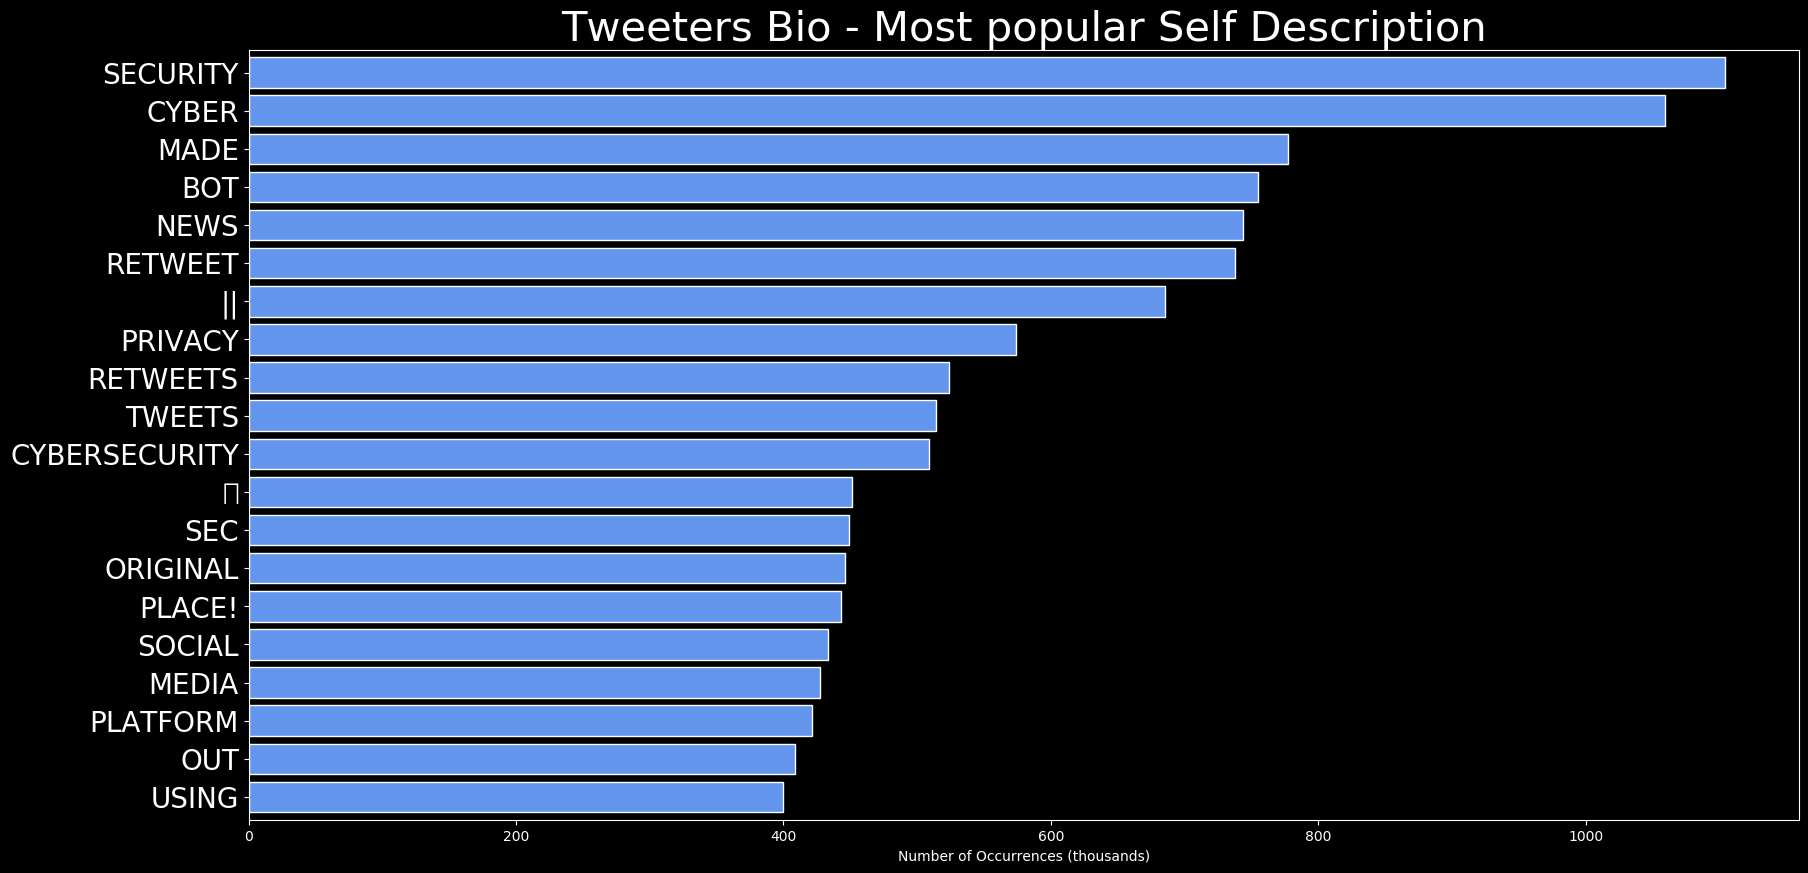 Tweeters Bio - Most popular Self Description
SECURITY
CYBER
MADE
BOT
NEWS
RETWEET
||
PRIVACY
RETWEETS
TWEETS
CYBERSECURITY
SEC
ORIGINAL
PLACE!
SOCIAL
MEDIA
PLATFORM
OUT
USING
0 200 400 600 800 1000
Number of Occurrences (thousands)